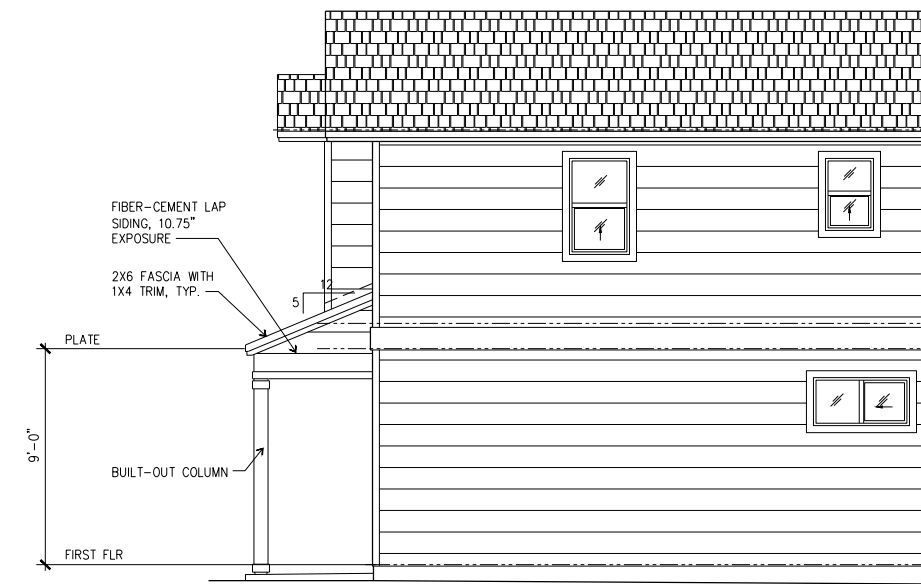 FIBER-CEMENT LAP
SIDING, 10.75"
EXPOSURE
2X6 FASCIA WITH
1X4 TRIM, TYP.
12
5
PLATE
9'-0"
BUILT-OUT COLUMN
FIRST FLR